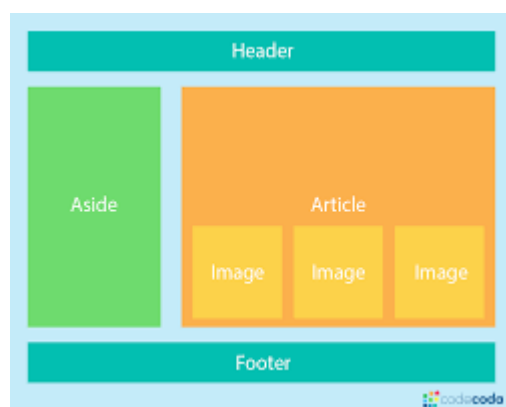 Header
Aside
Article
Image
Image
Image
Footer
codecoda